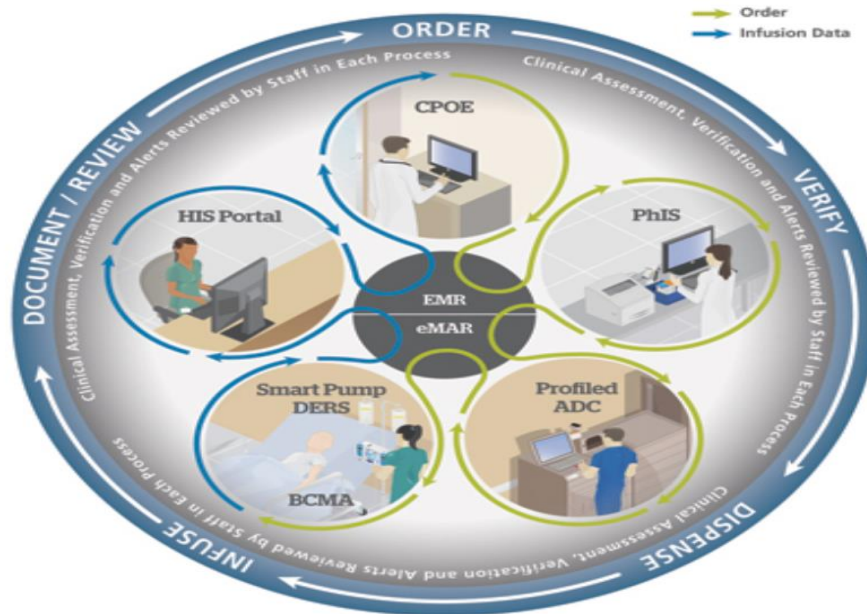 Order
Infusion Data
ORDER
VERIFY
DISPENSE
INFUSE
DOCUMENT / REVIEW
Clinical Assessment, Verification and Alerts Reviewed by Staff in Each Process
Clinical Assessment, Verification and Alerts Reviewed by Staff in Each Process
Clinical Assessment, Verification and Alerts Reviewed by Staff in Each Process
CPOE
HIS Portal
PhIS
EMR
eMAR
Smart Pump
DERS
BCMA
Profiled
ADC